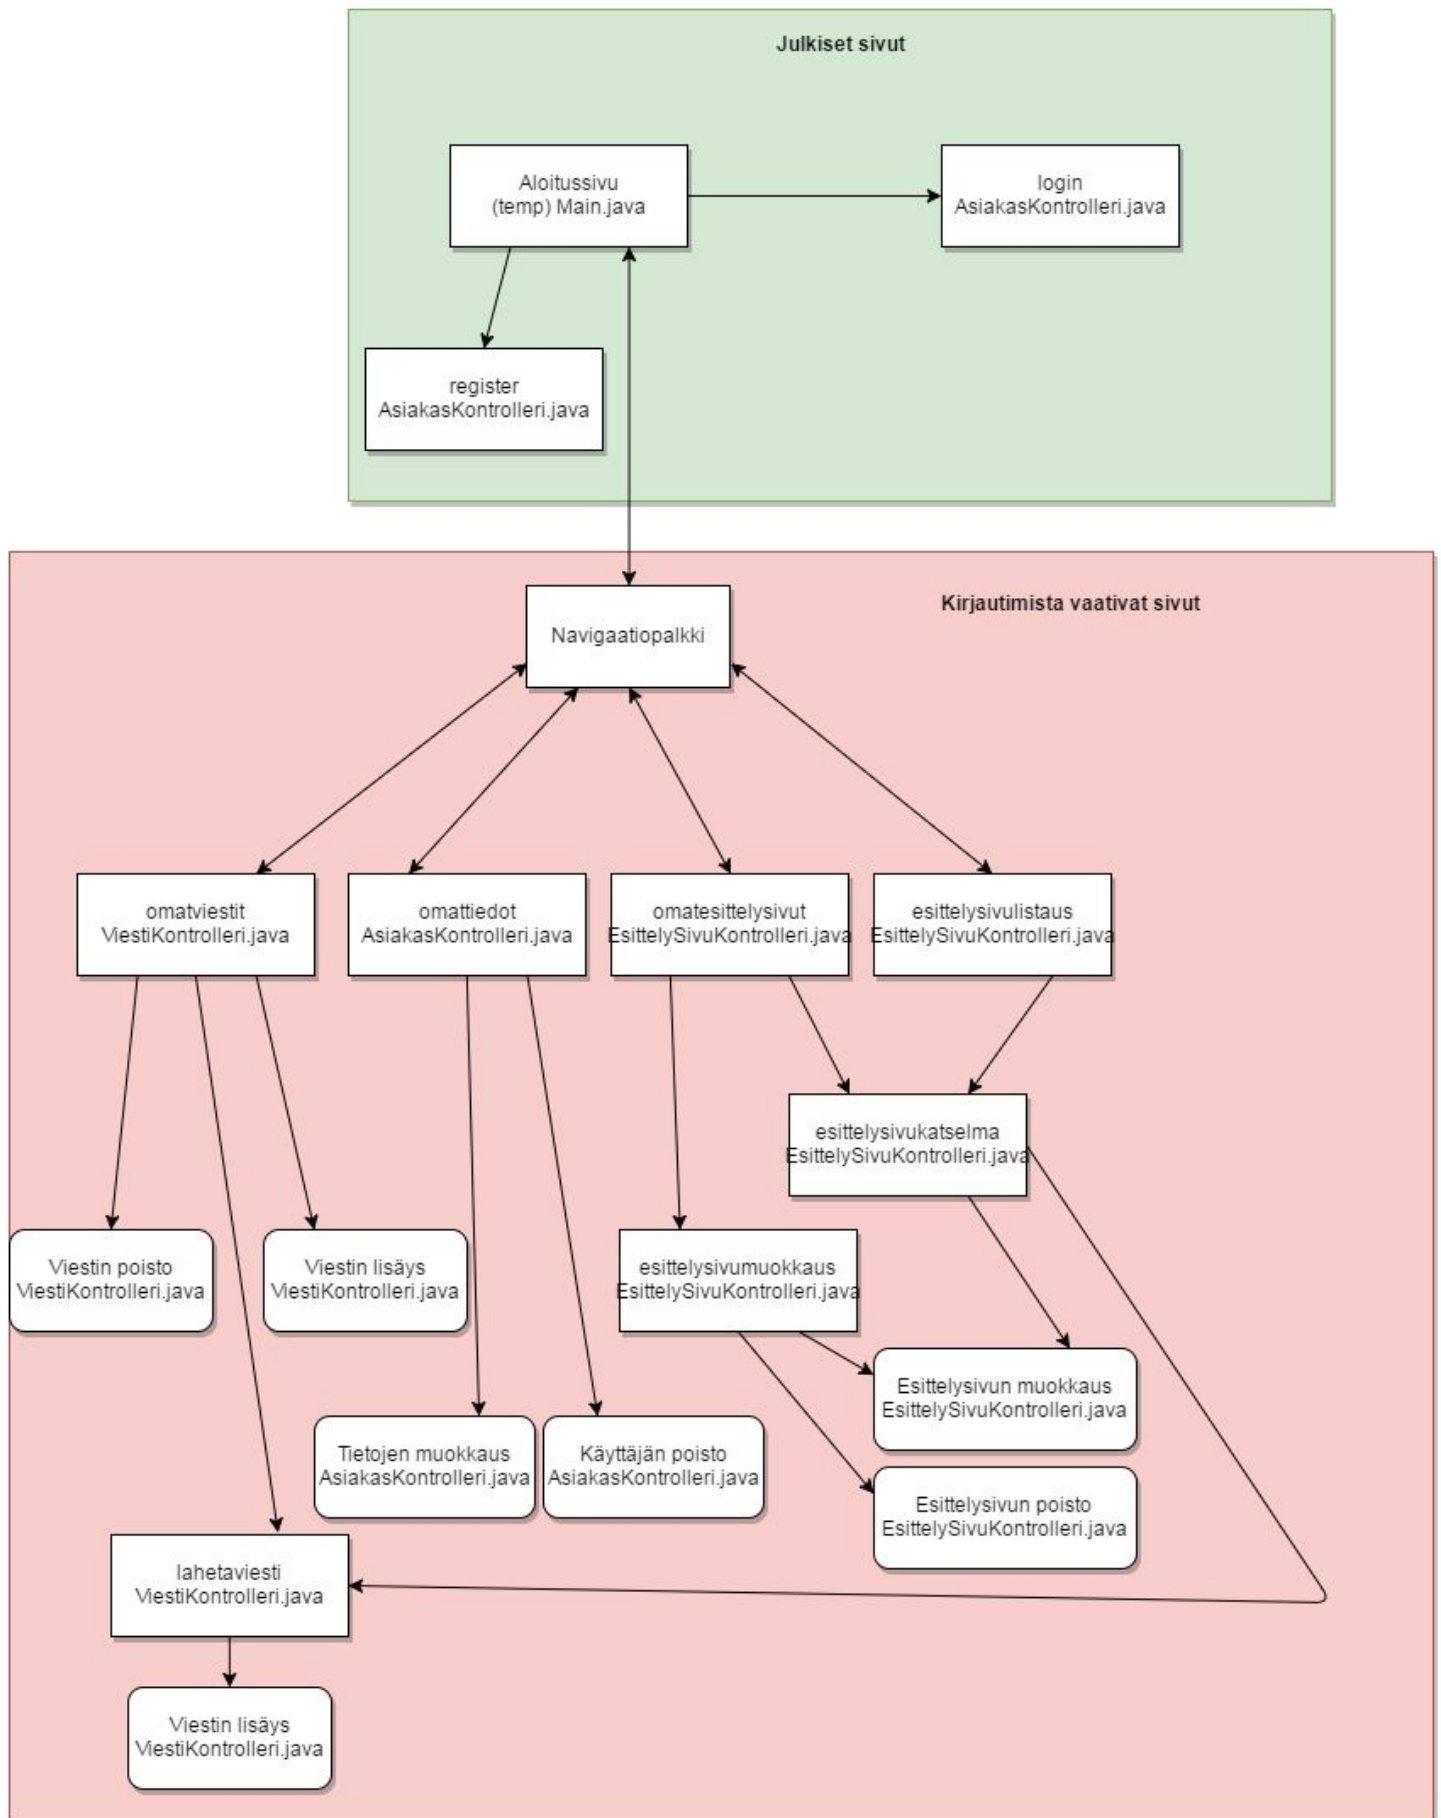 Julkiset sivut
Aloitussivu
(temp) Main.java
login
AsiakasKontrolleri.java
register
AsiakasKontrolleri.java
Kirjautimista vaativat sivut
Navigaatiopalkki
omatviestit
ViestiKontrolleri.java
omattiedot
AsiakasKontrolleri.java
omatesittelysivut
EsittelySivuKontrolleri.java
esittelysivulistaus
EsittelySivuKontrolleri.java
esittelysivukatselma
EsittelySivuKontrolleri.java
Viestin poisto
ViestiKontrolleri.java
Viestin lisäys
ViestiKontrolleri.java
esittelysivumuokkaus
EsittelySivuKontrolleri.java
Esittelysivun muokkaus
EsittelySivuKontrolleri.java
Tietojen muokkaus
AsiakasKontrolleri.java
Käyttäjän poisto
AsiakasKontrolleri.java
Esittelysivun poisto
EsittelySivuKontrolleri.java
lahetaviesti
ViestiKontrolleri.java
Viestin lisäys
ViestiKontrolleri.java